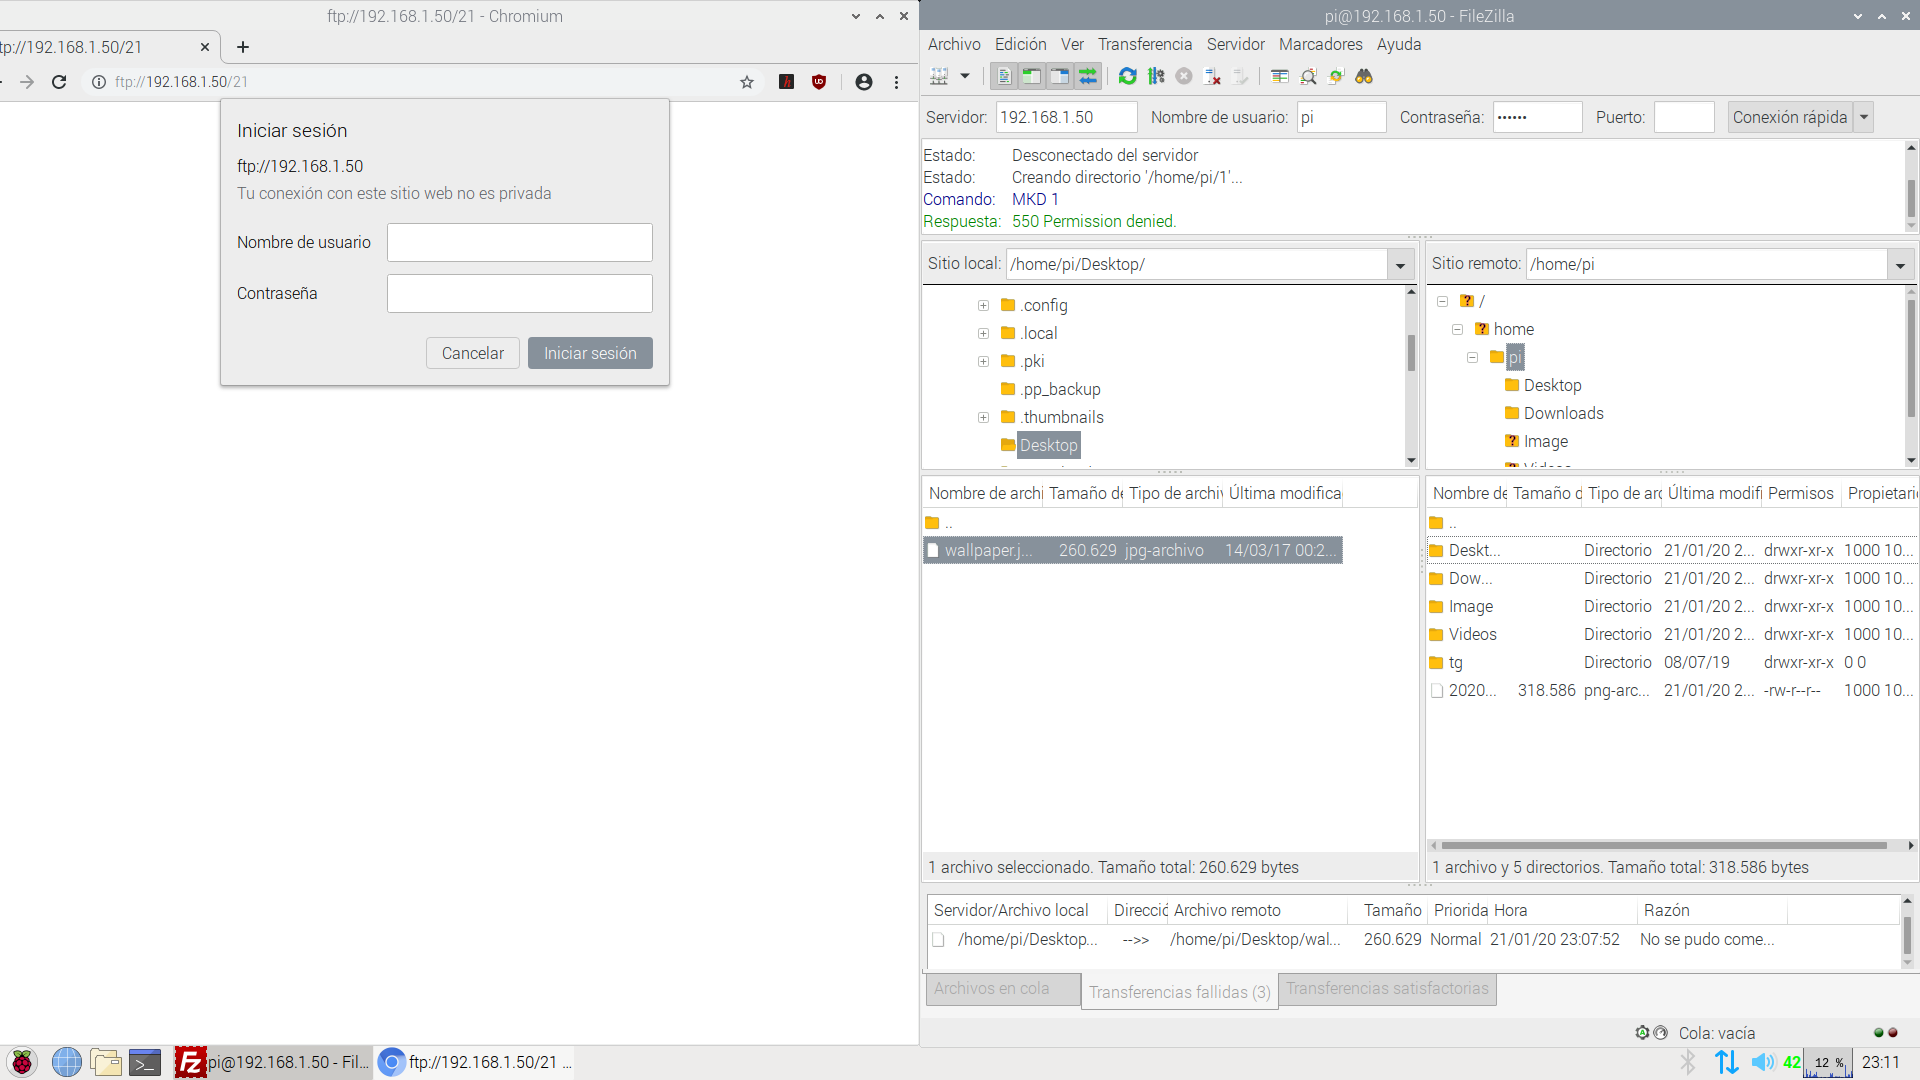 ftp://192.168.1.50/21 - Chromium
tp://192.168.1.50/21
ftp://192.168.1.50/21
Iniciar sesión
ftp://192.168.1.50
Tu conexión con este sitio web no es privada
Nombre de usuario
Contraseña
Cancelar Iniciar sesión
pi@192.168.1.50 - FileZilla
Archivo Edición Ver Transferencia Servidor Marcadores Ayuda
Servidor: 192.168.1.50 Nombre de usuario: pi Contraseña: •••••• Puerto: Conexión rápida
Estado: Desconectado del servidor
Estado: Creando directorio '/home/pi/1'...
Comando: MKD 1
Respuesta: 550 Permission denied.
Sitio local: /home/pi/Desktop/
.config
.local
.pki
.pp_backup
.thumbnails
Desktop
Sitio remoto: /home/pi
/
home
pi
Desktop
Downloads
Image
Videos
Nombre de archi Tamaño de Tipo de archiv Última modifica
..
wallpaper.j... 260.629 jpg-archivo 14/03/17 00:2...
1 archivo seleccionado. Tamaño total: 260.629 bytes
Nombre de Tamaño d Tipo de arc Última modifi Permisos Propietari
..
Deskt... Directorio 21/01/20 2... drwxr-xr-x 1000 10...
Dow... Directorio 21/01/20 2... drwxr-xr-x 1000 10...
Image Directorio 21/01/20 2... drwxr-xr-x 1000 10...
Videos Directorio 21/01/20 2... drwxr-xr-x 1000 10...
tg Directorio 08/07/19 drwxr-xr-x 0 0
2020... 318.586 png-arc... 21/01/20 2... -rw-r--r-- 1000 10...
1 archivo y 5 directorios. Tamaño total: 318.586 bytes
Servidor/Archivo local Direcció Archivo remoto Tamaño Priorida Hora Razón
/home/pi/Desktop... -->> /home/pi/Desktop/wal... 260.629 Normal 21/01/20 23:07:52 No se pudo come...
Archivos en cola Transferencias fallidas (3) Transferencias satisfactorias
Cola: vacía
pi@192.168.1.50 - Fil... ftp://192.168.1.50/21 ... 42 12 % 23:11